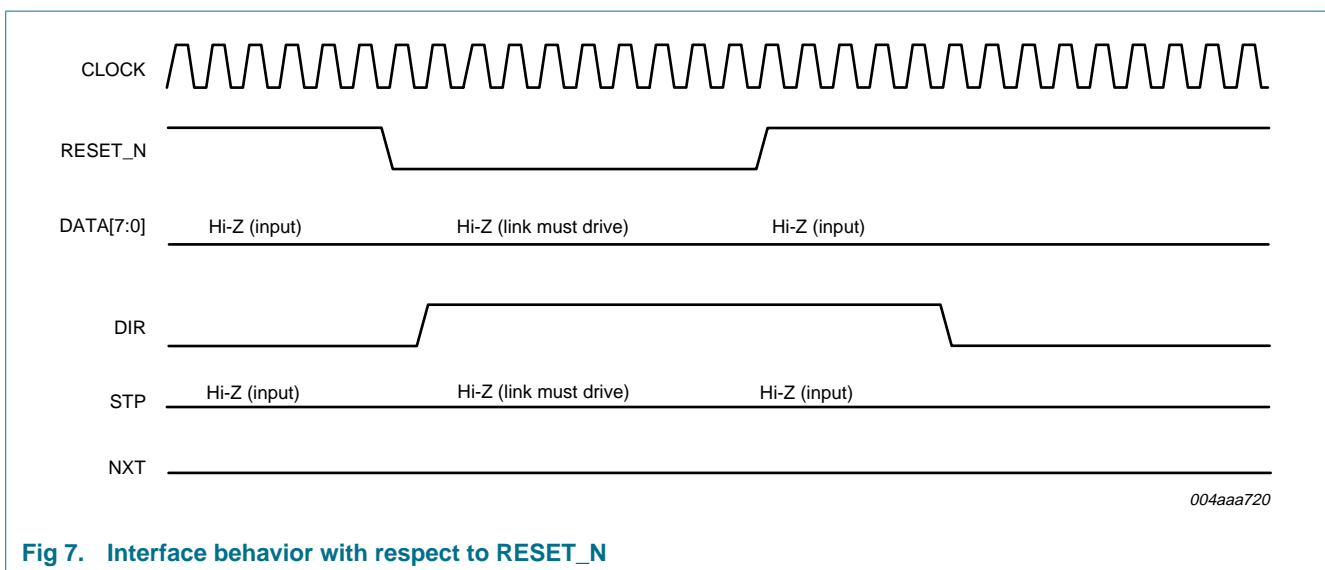 CLOCK
RESET_N
DATA[7:0] Hi-Z (input) Hi-Z (link must drive) Hi-Z (input)
DIR
STP Hi-Z (input) Hi-Z (link must drive) Hi-Z (input)
NXT
004aaa720
Fig 7. Interface behavior with respect to RESET_N